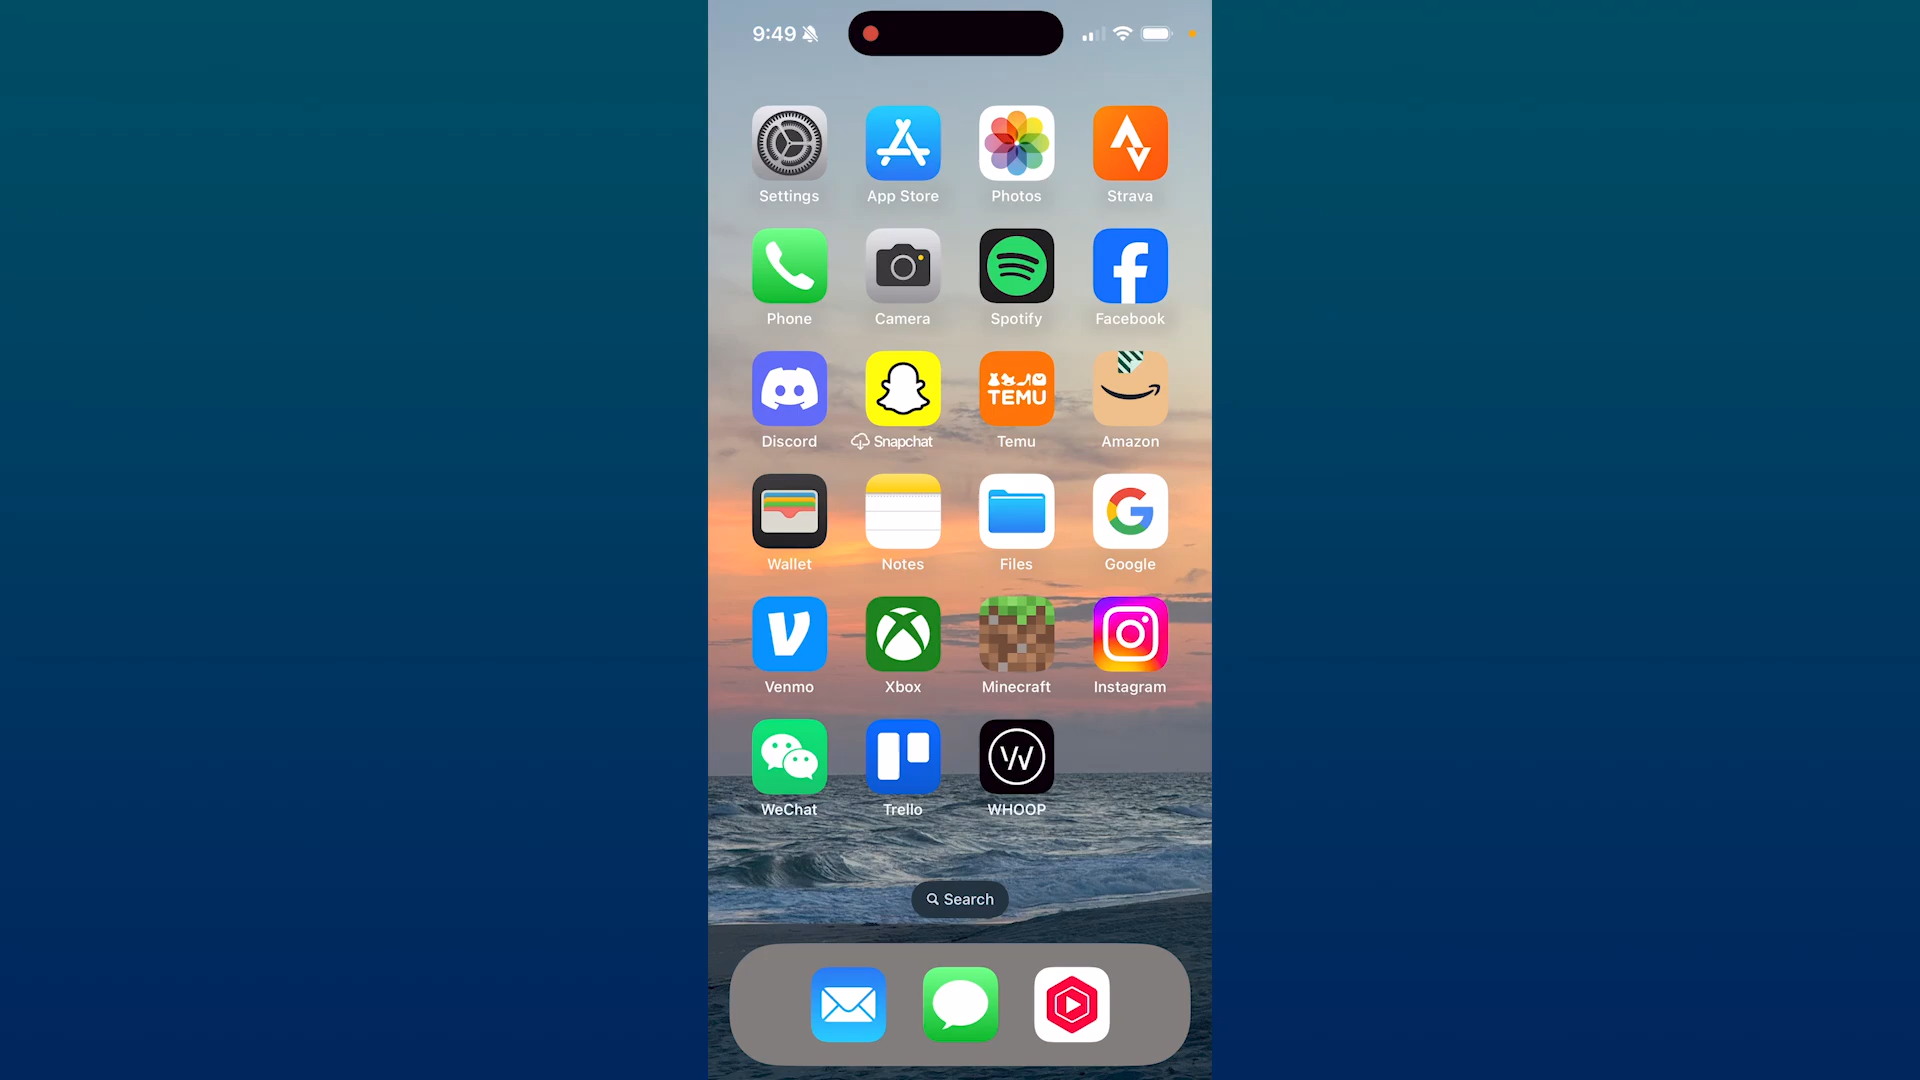 9:49
Settings App Store Photos Strava
Phone Camera Spotify Facebook
TEMU
Discord Snapchat Temu Amazon
Wallet Notes Files Google
Venmo Xbox Minecraft Instagram
WeChat Trello WHOOP
Search